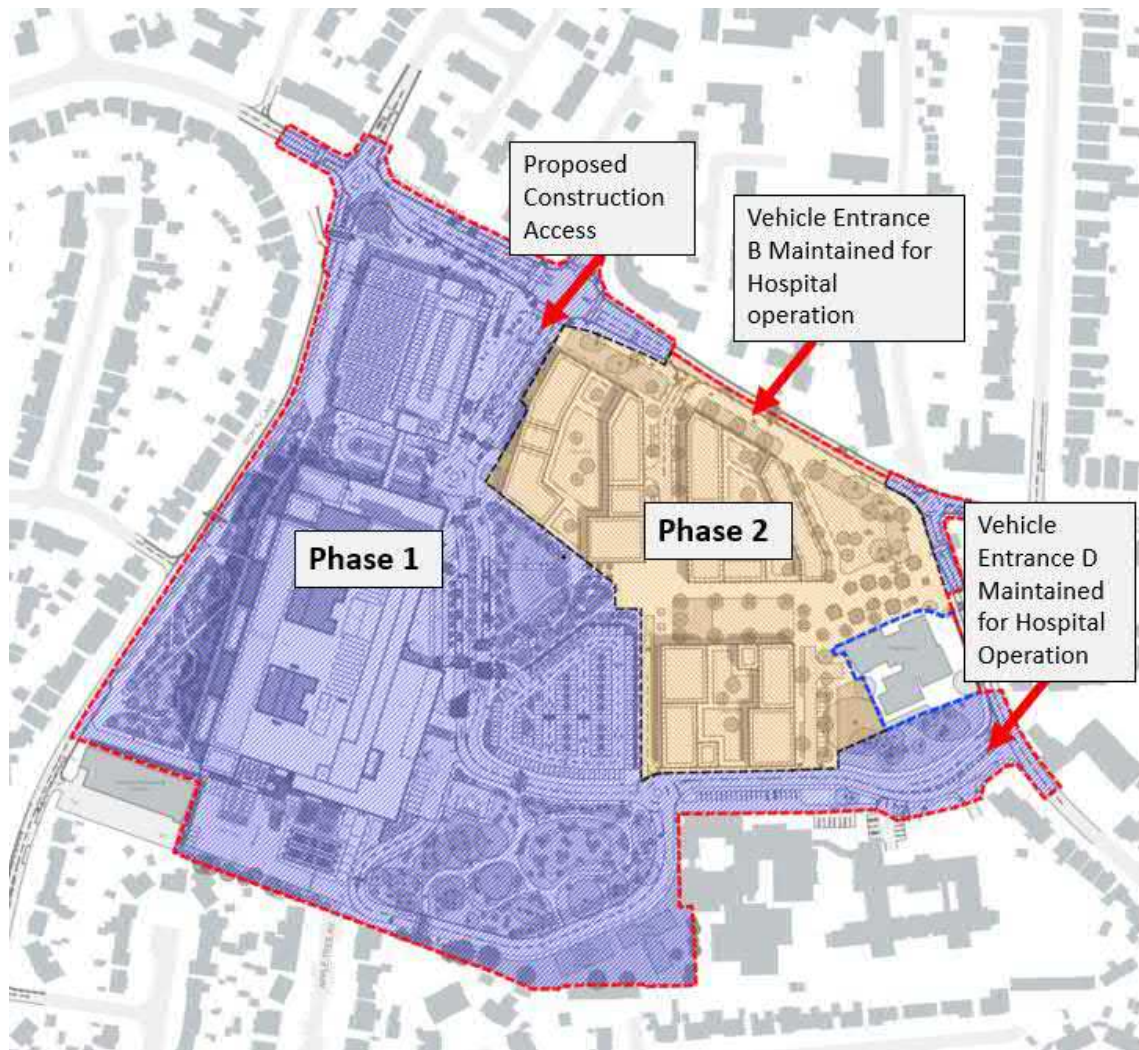 Proposed
Construction
Access
Vehicle Entrance
B Maintained for
Hospital
operation
Phase 1
Phase 2
Vehicle
Entrance D
Maintained
for Hospital
Operation